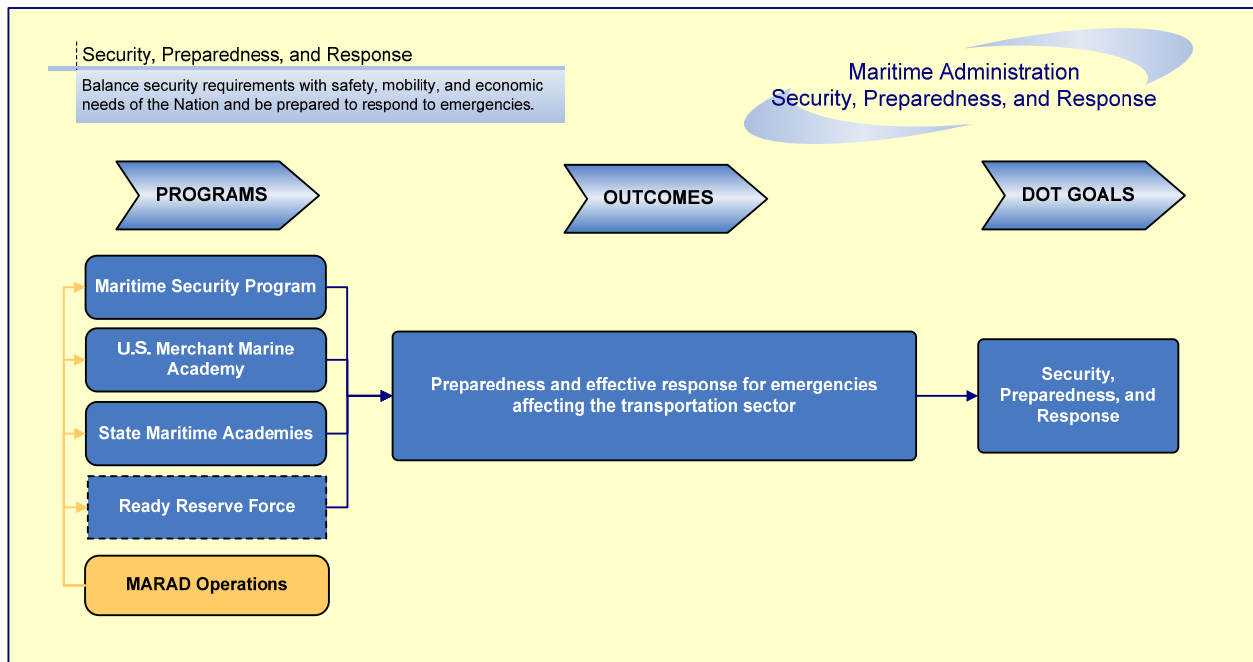 Security, Preparedness, and Response
Balance security requirements with safety, mobility, and economic
needs of the Nation and be prepared to respond to emergencies.
Maritime Administration
Security, Preparedness, and Response
PROGRAMS
OUTCOMES
DOT GOALS
Maritime Security Program
U.S. Merchant Marine
Academy
State Maritime Academies
Ready Reserve Force
MARAD Operations
Preparedness and effective response for emergencies
affecting the transportation sector
Security,
Preparedness, and
Response